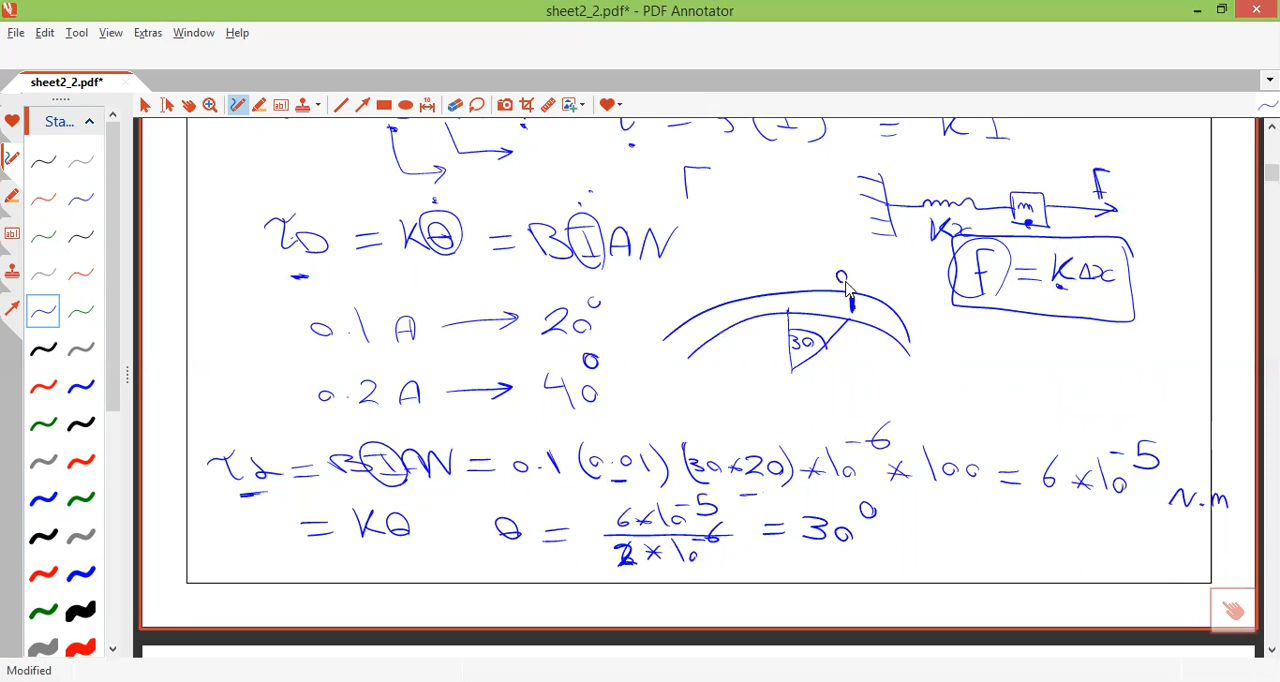 sheet2_2.pdf* - PDF Annotator
File Edit Tool View Extras Window Help
sheet2_2.pdf*
Sta...
= K I
F
τD = Kθ = BIAN
m
Kx
F = KΔx
0.1 A → 20°
30
0.2 A → 40°
τd = BIAN = 0.1 (0.01) (30×20) × 10^-6 × 100 = 6 × 10^-5 N.m
= Kθ θ = 6×10^-5 / 2 × 10^-6 = 30°
Modified